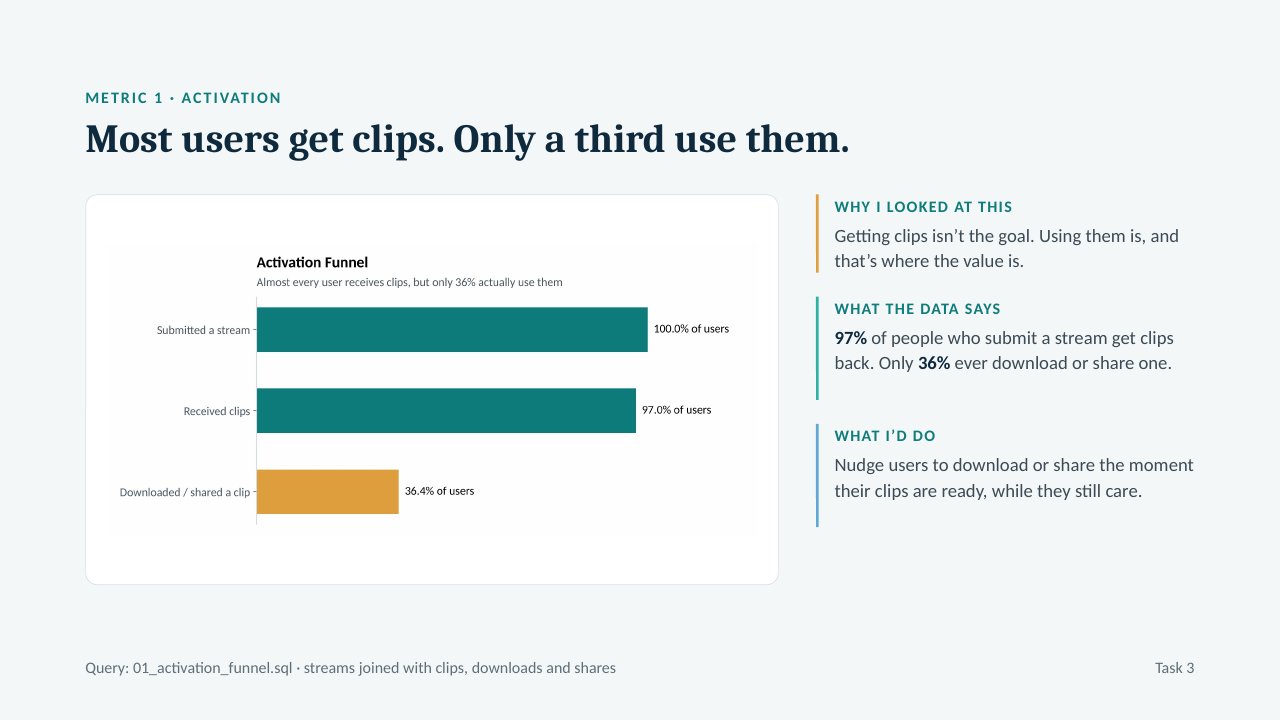 METRIC 1 · ACTIVATION
Most users get clips. Only a third use them.
Activation Funnel
Almost every user receives clips, but only 36% actually use them
Submitted a stream
100.0% of users
Received clips
97.0% of users
Downloaded / shared a clip
36.4% of users
WHY I LOOKED AT THIS
Getting clips isn’t the goal. Using them is, and
that’s where the value is.
WHAT THE DATA SAYS
97% of people who submit a stream get clips
back. Only 36% ever download or share one.
WHAT I’D DO
Nudge users to download or share the moment
their clips are ready, while they still care.
Query: 01_activation_funnel.sql · streams joined with clips, downloads and shares
Task 3